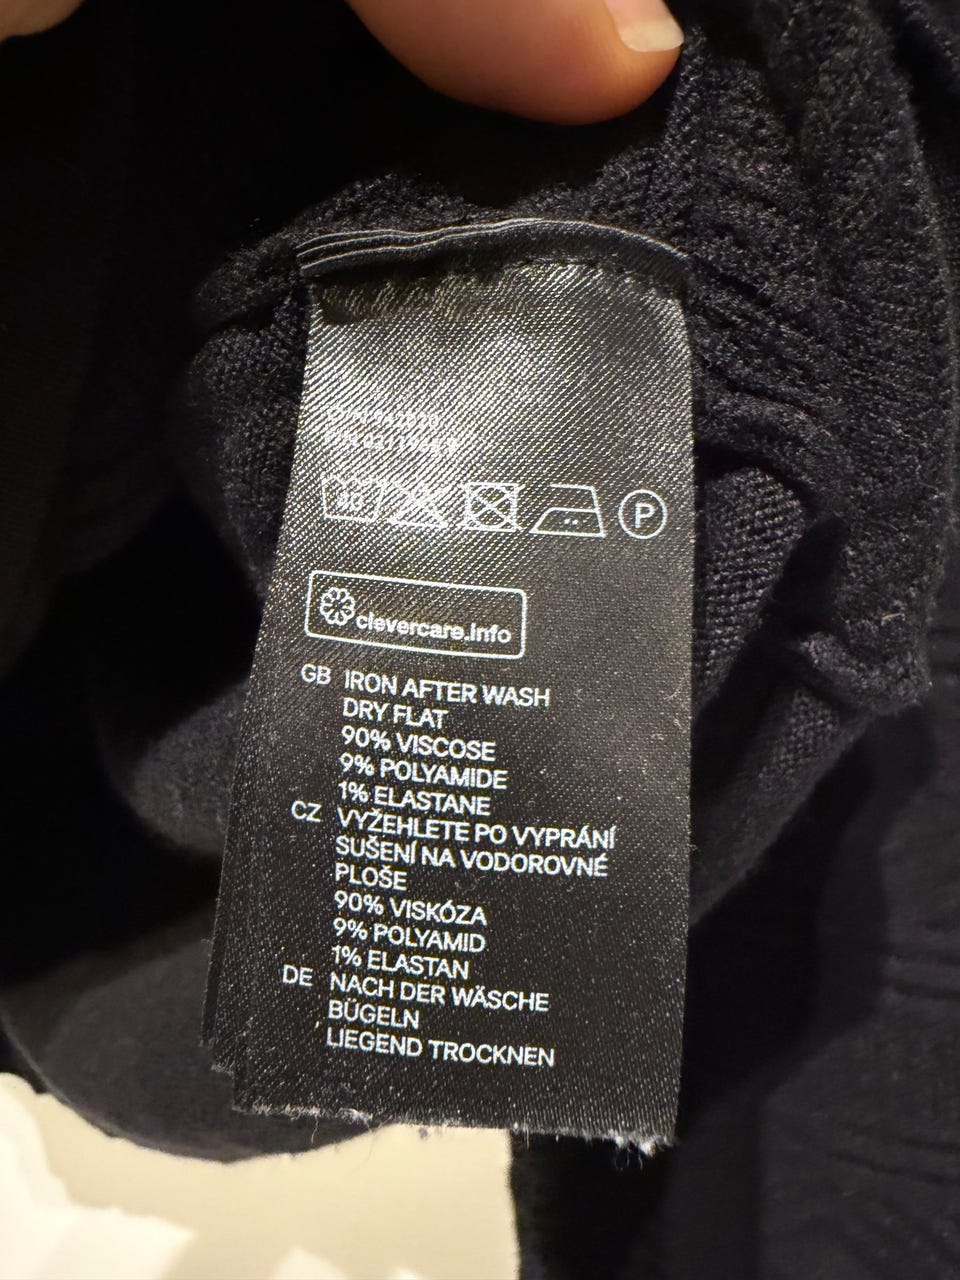 P
clevercare.info
GB IRON AFTER WASH
DRY FLAT
90% VISCOSE
9% POLYAMIDE
1% ELASTANE
CZ VYŽEHLETE PO VYPRÁNÍ
SUŠENÍ NA VODOROVNÉ
PLOŠE
90% VISKÓZA
9% POLYAMID
1% ELASTAN
DE NACH DER WÄSCHE
BÜGELN
LIEGEND TROCKNEN